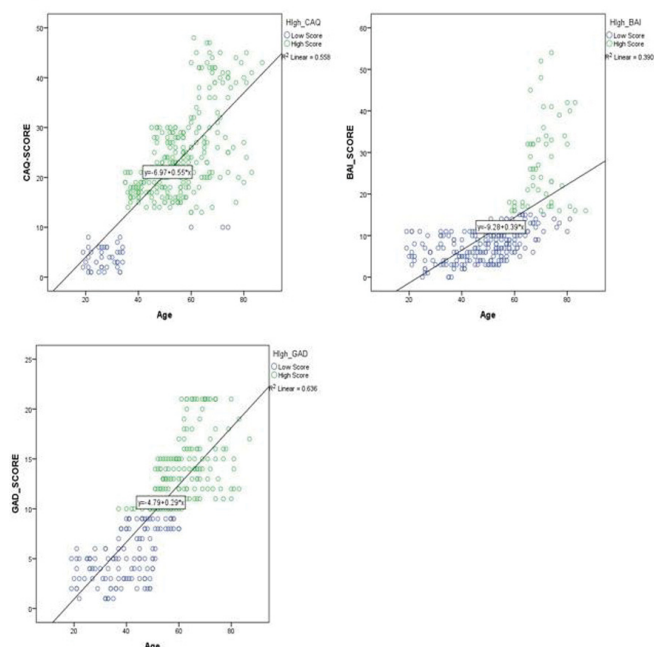 HIgh_CAQ
Low Score
High Score
R² Linear = 0.558
50
40
30
20
10
0
CAQ-SCORE
y=-6.97+0.55*x
0
20
40
60
80
Age
HIgh_BAI
Low Score
High Score
R² Linear = 0.390
60
50
40
30
20
10
0
BAI_SCORE
y=-9.28+0.39*x
0
20
40
60
80
Age
HIgh_GAD
Low Score
High Score
R² Linear = 0.636
25
20
15
10
5
0
GAD_SCORE
y=-4.79+0.29*x
20
40
60
80
Age